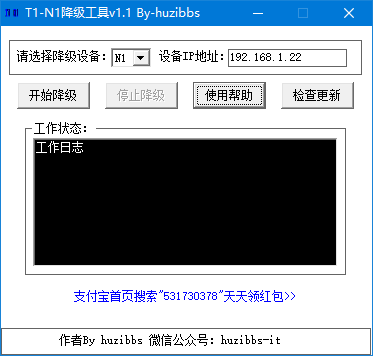 T1-N1降级工具v1.1 By-huzibbs
请选择降级设备: N1 设备IP地址: 192.168.1.22
开始降级 停止降级 使用帮助 检查更新
工作状态:
工作日志
支付宝首页搜索"531730378"天天领红包>>
作者By huzibbs 微信公众号: huzibbs-it